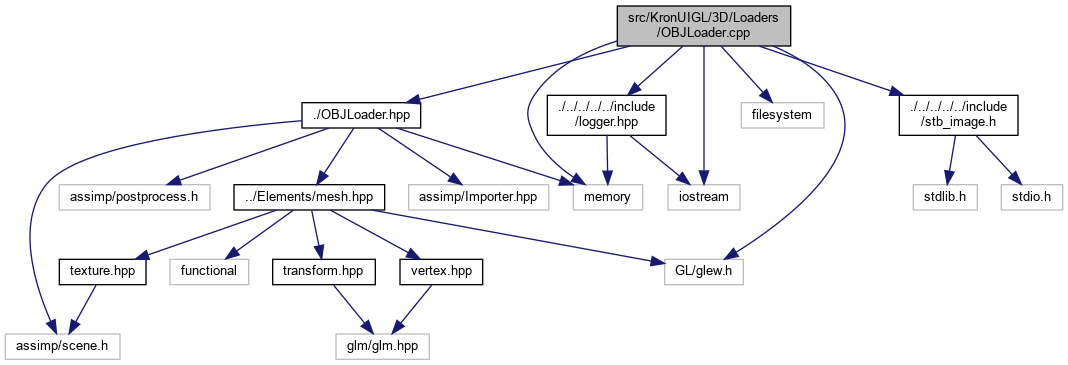 src/KronUIGL/3D/Loaders
/OBJLoader.cpp
./OBJLoader.hpp
./../../../../include
/logger.hpp
filesystem
./../../../../include
/stb_image.h
assimp/postprocess.h
../Elements/mesh.hpp
assimp/Importer.hpp
memory
iostream
stdlib.h
stdio.h
texture.hpp
functional
transform.hpp
vertex.hpp
GL/glew.h
assimp/scene.h
glm/glm.hpp